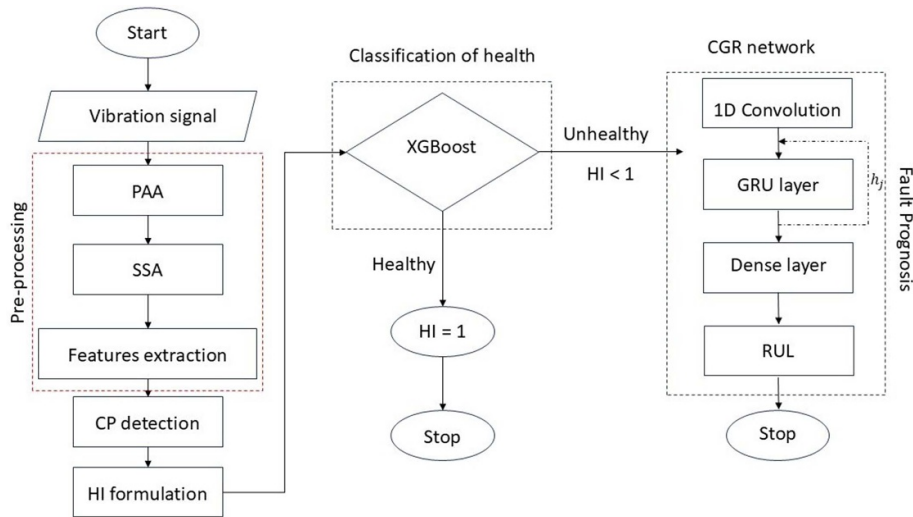 Start
Vibration signal
Pre-processing
PAA
SSA
Features extraction
CP detection
HI formulation
Classification of health
XGBoost
Healthy
HI = 1
Stop
Unhealthy
HI < 1
CGR network
1D Convolution
GRU layer
h_j
Dense layer
RUL
Stop
Fault Prognosis